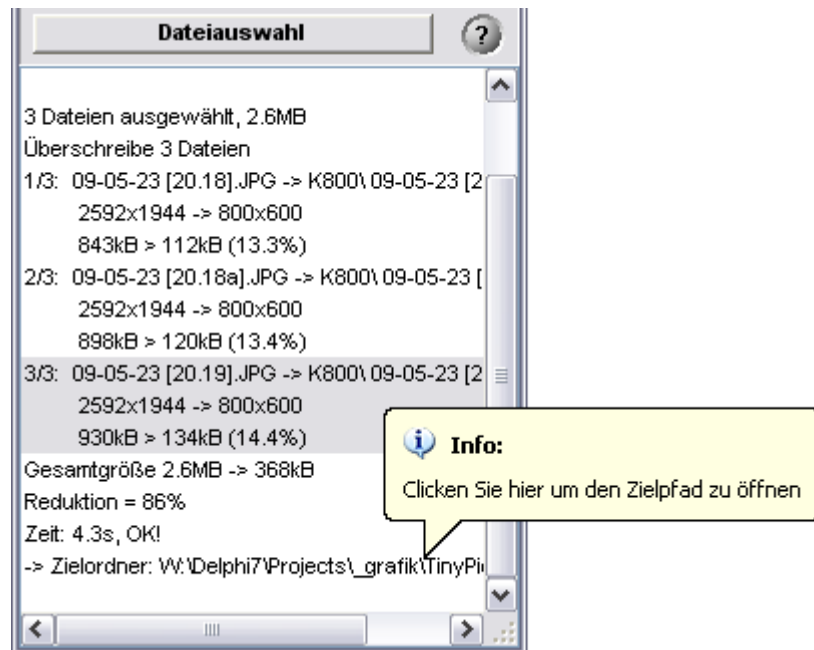 Dateiauswahl
?
3 Dateien ausgewählt, 2.6MB
Überschreibe 3 Dateien
1/3: 09-05-23 [20.18].JPG -> K800\ 09-05-23 [2
2592x1944 -> 800x600
843kB > 112kB (13.3%)
2/3: 09-05-23 [20.18a].JPG -> K800\ 09-05-23 [
2592x1944 -> 800x600
898kB > 120kB (13.4%)
3/3: 09-05-23 [20.19].JPG -> K800\ 09-05-23 [2
2592x1944 -> 800x600
930kB > 134kB (14.4%)
Info:
Clicken Sie hier um den Zielpfad zu öffnen
Gesamtgröße 2.6MB -> 368kB
Reduktion = 86%
Zeit: 4.3s, OK!
-> Zielordner: W:\Delphi7\Projects\_grafik\TinyPi